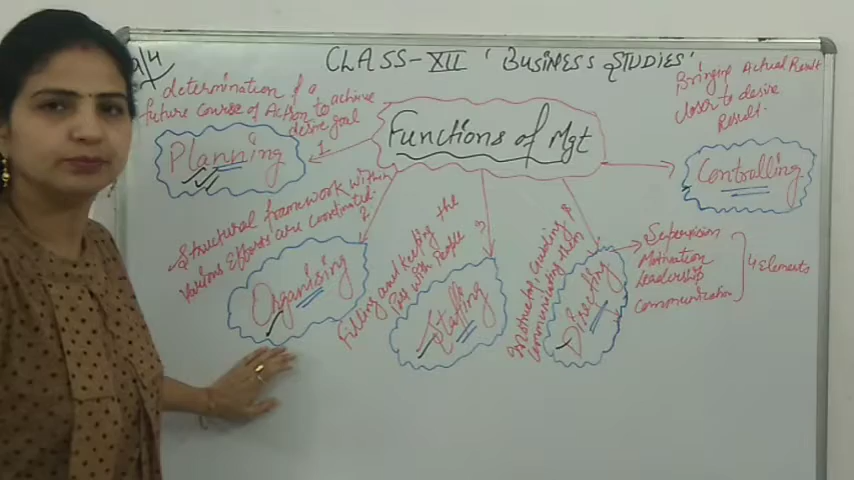 CLASS-XII 'BUSINESS STUDIES'
determination of a
future course of Action to achieve
desire goal
Planning
1
Functions of Mgt
Bringing Actual Result
closer to desire
Result.
Controlling
Structural framework within
various Efforts are coordinated.
2
Organising
Filling and keeping the
Pos with People
3
Staffing
Instructing, Guiding &
Communicating them
Directing
Supervision
Motivation
Leadership
Communication
4 Elements